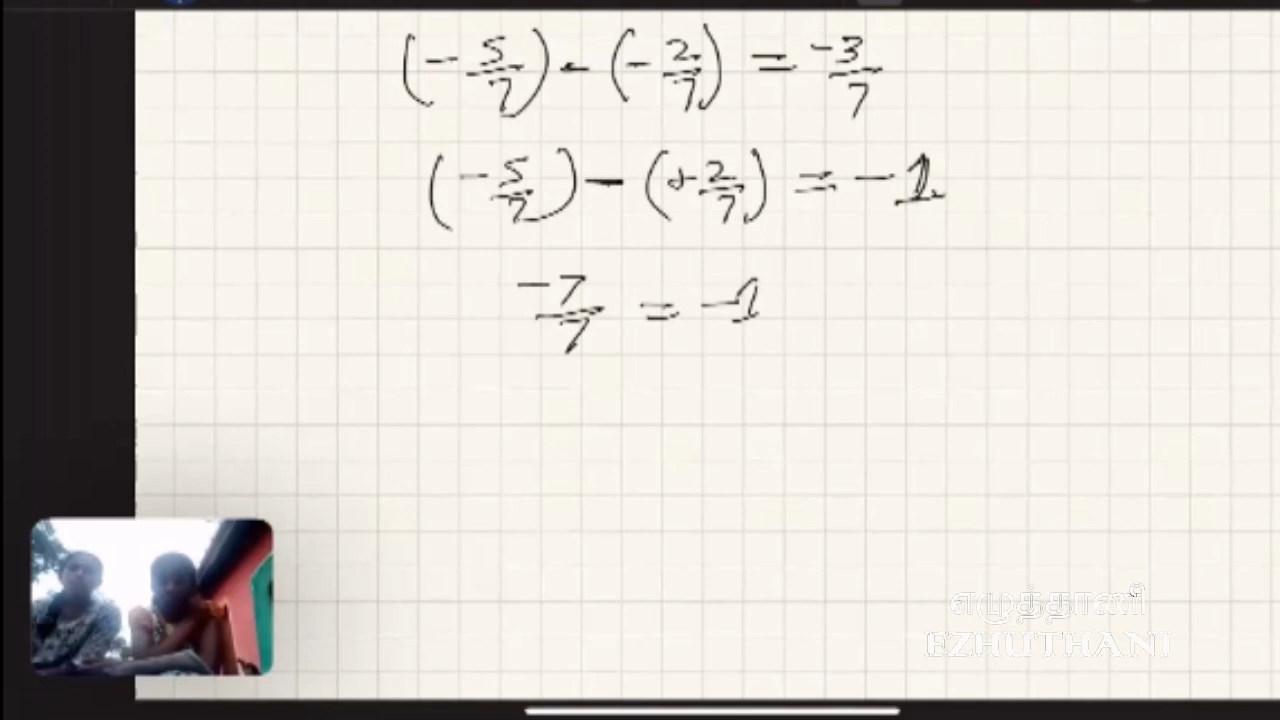 (-5/7) - (-2/7) = -3/7
(-5/7) - (+2/7) = -1
-7/7 = -1
எழுத்தாணி
EZHUTHANI